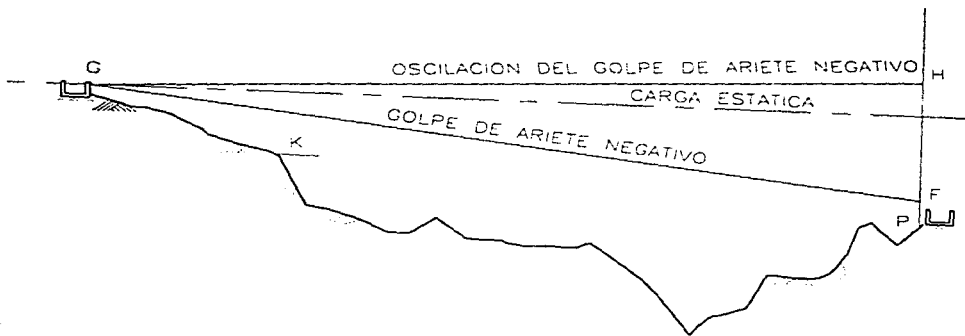 G
OSCILACION DEL GOLPE DE ARIETE NEGATIVO H
CARGA ESTATICA
GOLPE DE ARIETE NEGATIVO
K
F
P